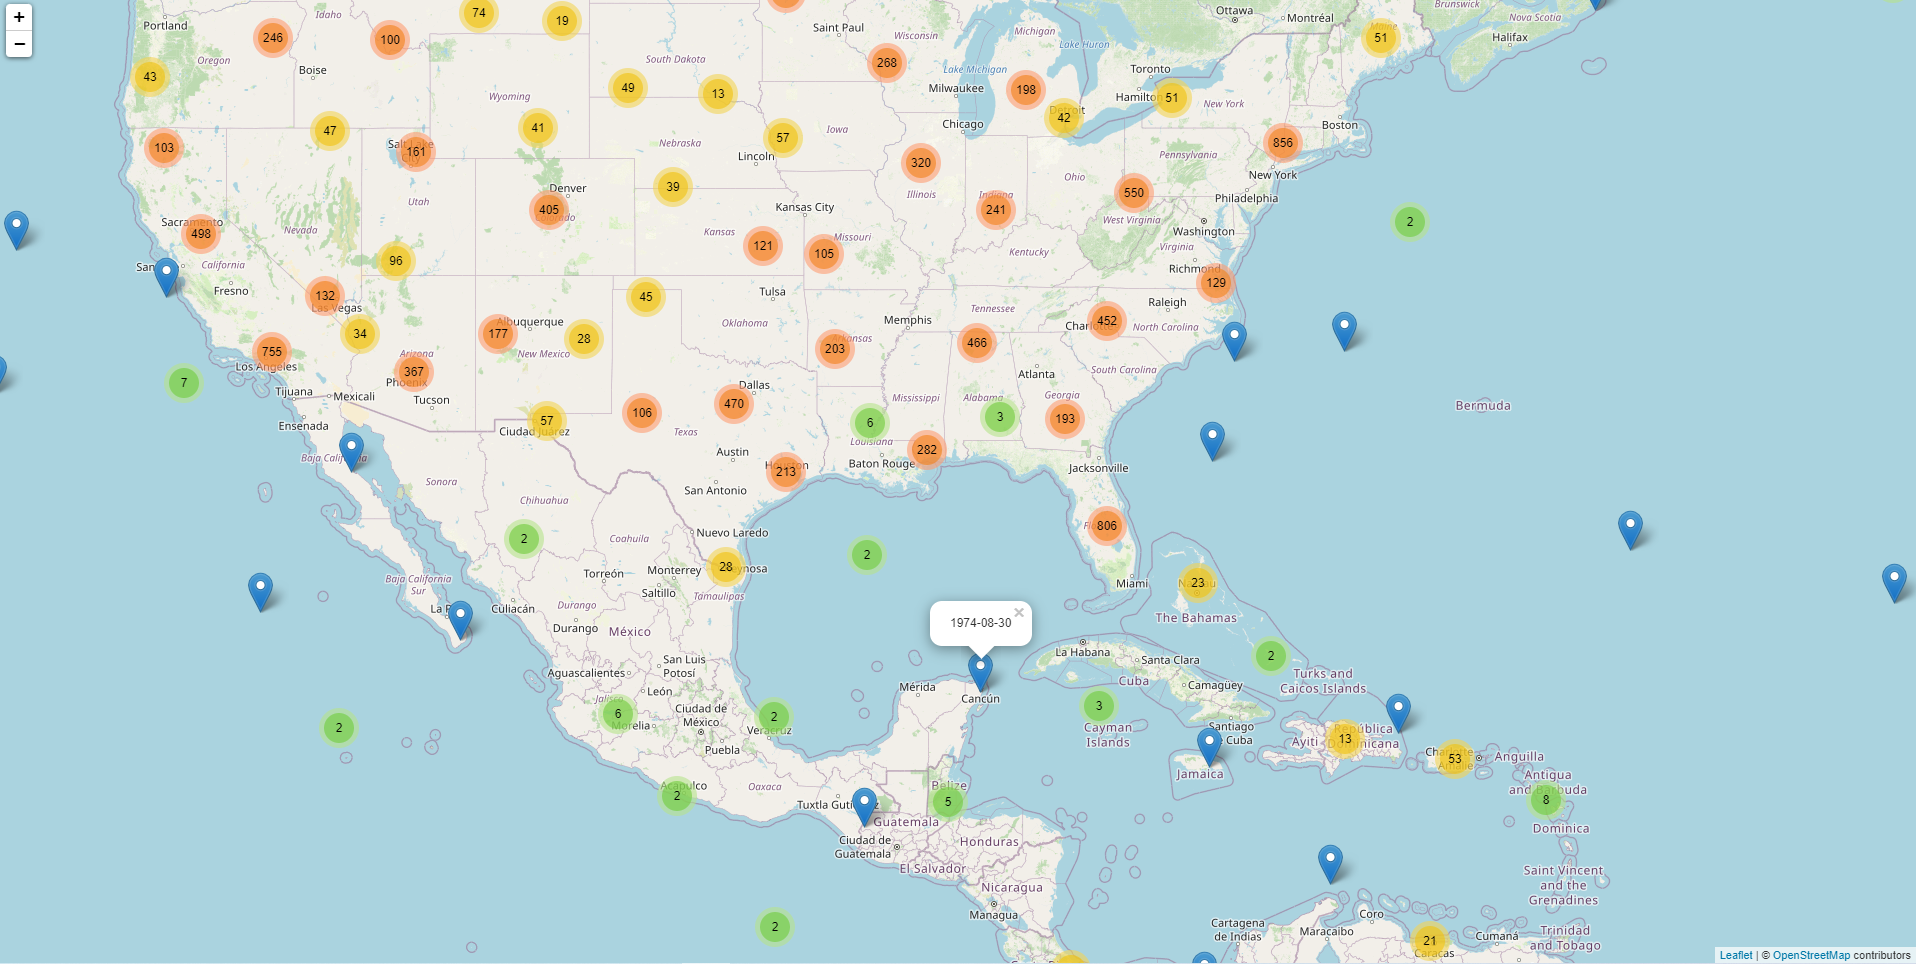 +
−
Portland
Idaho
74
19
Saint Paul
Wisconsin
Michigan
Ottawa
Montréal
Brunswick
Nova Scotia
Halifax
Maine
51
246
100
Oregon
Boise
South Dakota
268
Lake Huron
Lake Michigan
Toronto
43
Wyoming
49
13
Milwaukee
198
Hamilton
51
New York
Detroit
42
47
41
57
Iowa
Chicago
Boston
103
Salt Lake
City
161
Nebraska
Lincoln
320
856
Pennsylvania
Ohio
New York
Denver
39
Illinois
Indiana
241
550
Philadelphia
Utah
405
Colorado
Kansas City
West Virginia
2
Sacramento
498
Nevada
Kansas
121
Missouri
105
Washington
Virginia
Kentucky
San
California
96
Richmond
129
Fresno
132
Las Vegas
45
Tulsa
Raleigh
Tennessee
Memphis
Charlotte
452
North Carolina
34
Albuquerque
177
28
New Mexico
Oklahoma
Arkansas
203
466
755
Los Angeles
Arizona
367
Phoenix
Atlanta
South Carolina
7
Tijuana
Mexicali
Tucson
Dallas
470
106
Mississippi
Alabama
3
Georgia
193
Bermuda
Ensenada
57
Ciudad Juárez
Texas
6
Louisiana
282
Baja California
Austin
Baton Rouge
Jacksonville
Houston
213
Sonora
San Antonio
Chihuahua
806
Nuevo Laredo
2
Coahuila
2
28
Reynosa
Torreón
Monterrey
Saltillo
Baja California
Sur
Tamaulipas
Miami
23
Nassau
The Bahamas
La P
Culiacán
Durango
Durango
México
1974-08-30
×
La Habana
Santa Clara
Cuba
Camagüey
2
Turks and
Caicos Islands
San Luis
Potosí
Aguascalientes
León
Mérida
Cancún
Jalisco
6
Morelia
Ciudad de
México
2
Veracruz
Puebla
2
3
Cayman
Islands
Santiago
de Cuba
República
Dominicana
Ayiti
13
Jamaica
Charlotte
Amalie
53
Anguilla
Antigua
and Barbuda
8
Dominica
Acapulco
2
Oaxaca
Tuxtla Gutiérrez
Belize
5
Guatemala
Ciudad de
Guatemala
Honduras
El Salvador
Nicaragua
Managua
Saint Vincent
and the
Grenadines
2
Cartagena
de Indias
Maracaibo
Coro
21
Caracas
Cumaná
Trinidad
and Tobago
Leaflet | © OpenStreetMap contributors